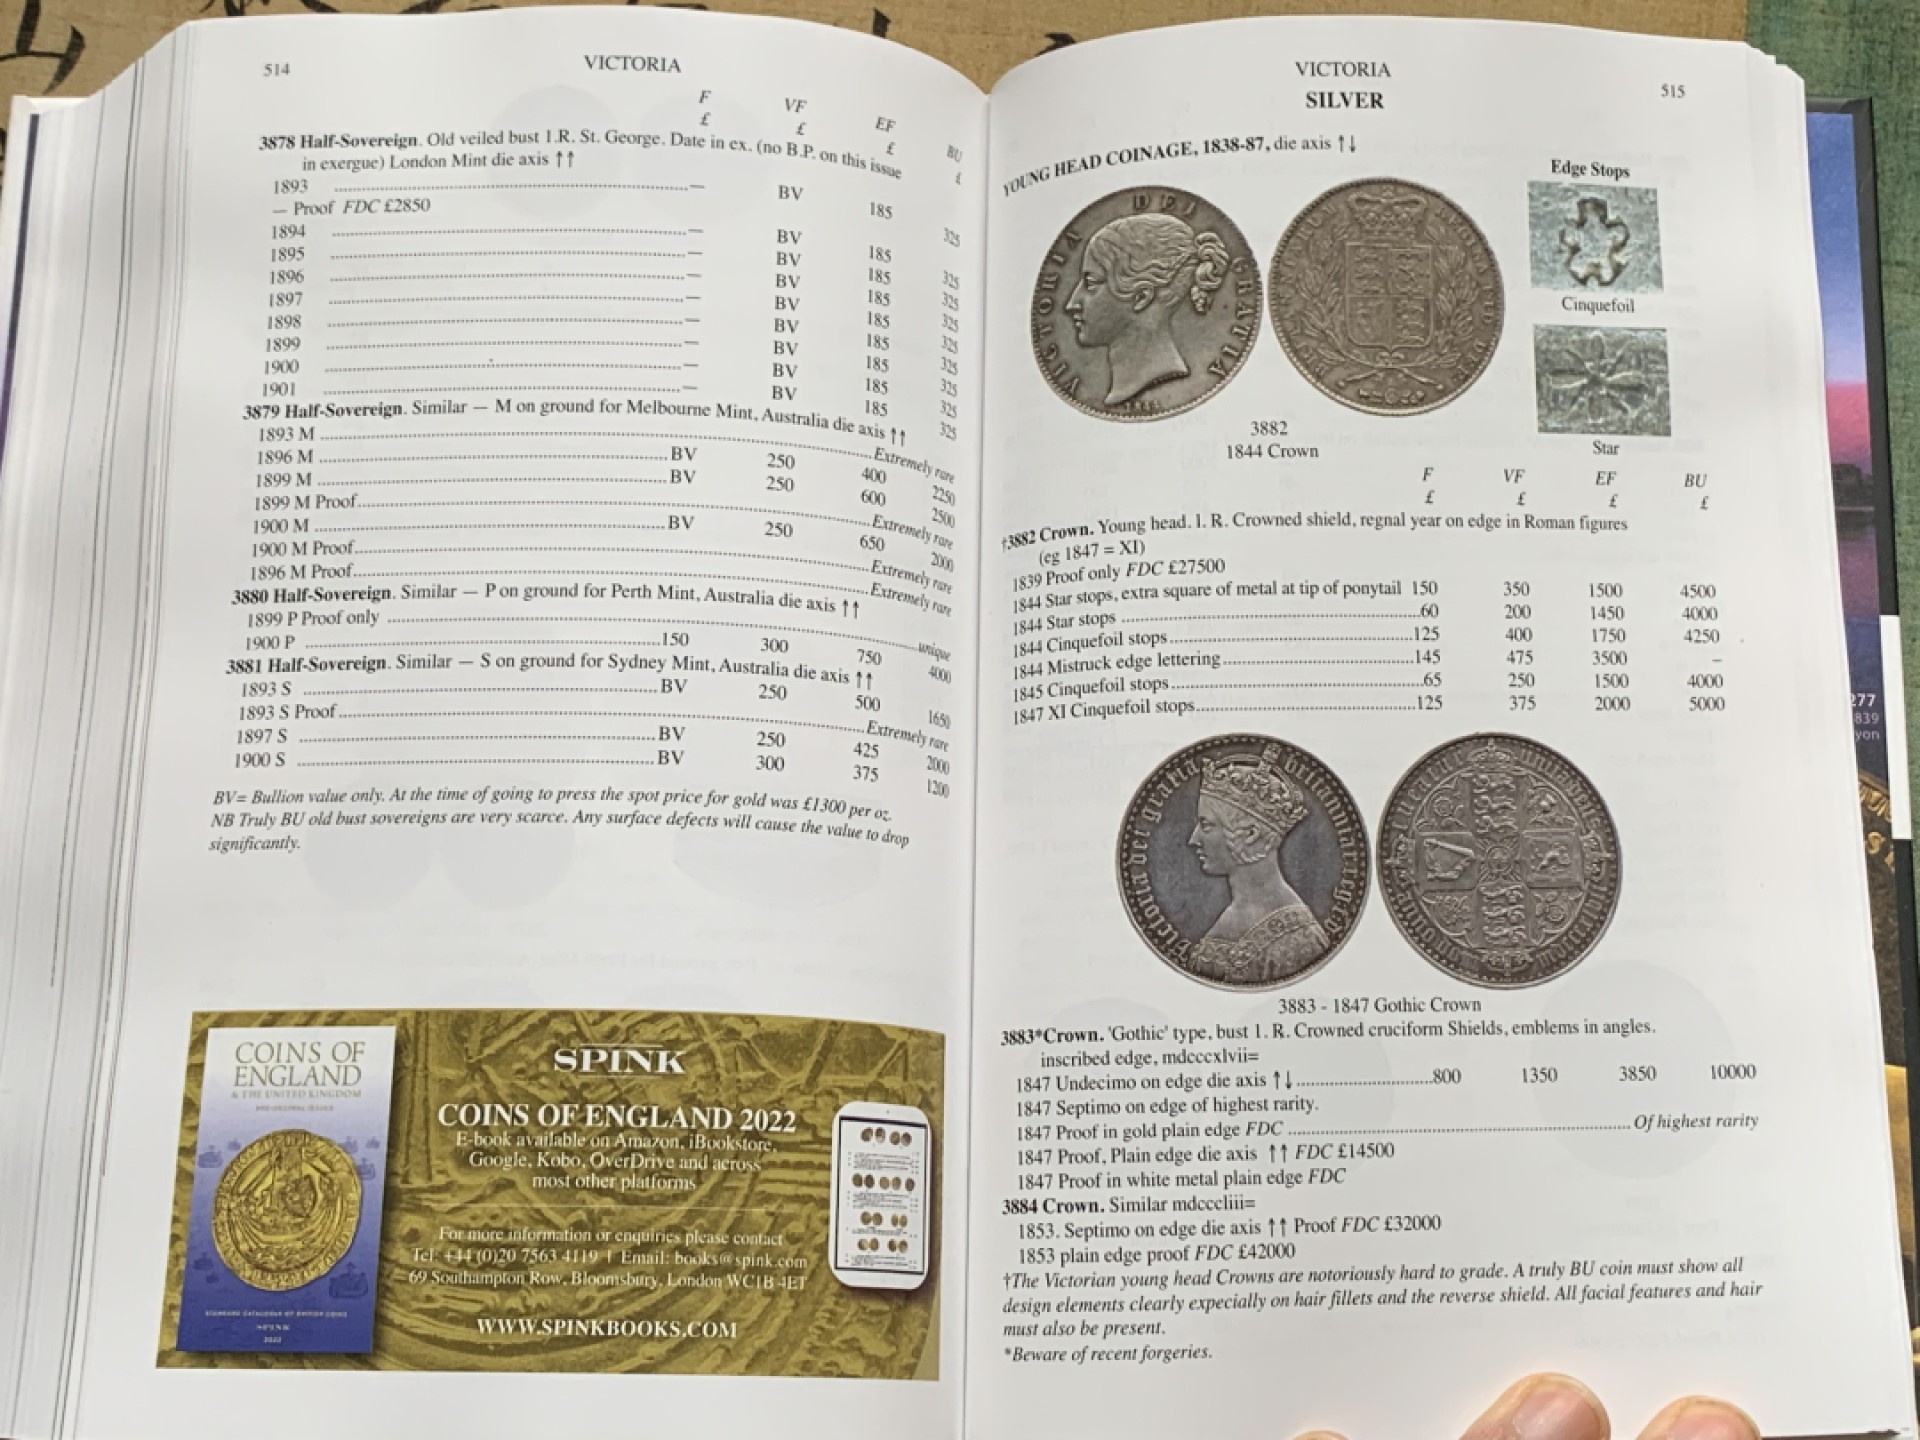 514
VICTORIA
F VF EF BU
£ £ £ £
3878 Half-Sovereign. Old veiled bust l.R. St. George. Date in ex. (no B.P. on this issue
in exergue) London Mint die axis ↑↑
1893 ........ — BV 185 325
— Proof FDC £2850
1894 ........ — BV 185 325
1895 ........ — BV 185 325
1896 ........ — BV 185 325
1897 ........ — BV 185 325
1898 ........ — BV 185 325
1899 ........ — BV 185 325
1900 ........ — BV 185 325
1901 ........ — BV 185 325
3879 Half-Sovereign. Similar — M on ground for Melbourne Mint, Australia die axis ↑↑
1893 M ........ Extremely rare
1896 M ........ BV 250 400 2250
1899 M ........ BV 250 600 2500
1899 M Proof ........ Extremely rare
1900 M ........ BV 250 650 2000
1900 M Proof ........ Extremely rare
1896 M Proof ........ Extremely rare
3880 Half-Sovereign. Similar — P on ground for Perth Mint, Australia die axis ↑↑
1899 P Proof only ........ unique
1900 P ........ 150 300 750 4000
3881 Half-Sovereign. Similar — S on ground for Sydney Mint, Australia die axis ↑↑
1893 S ........ BV 250 500 1650
1893 S Proof ........ Extremely rare
1897 S ........ BV 250 425 2000
1900 S ........ BV 300 375 1200
BV= Bullion value only. At the time of going to press the spot price for gold was £1300 per oz.
NB Truly BU old bust sovereigns are very scarce. Any surface defects will cause the value to drop
significantly.
COINS OF
ENGLAND
& THE UNITED KINGDOM
STANDARD CATALOGUE OF BRITISH COINS
SPINK
2022
SPINK
COINS OF ENGLAND 2022
E-book available on Amazon, iBookstore,
Google, Kobo, OverDrive and across
most other platforms
For more information or enquiries please contact
Tel: +44 (0)20 7563 4119 | Email: books@spink.com
69 Southampton Row, Bloomsbury, London WC1B 4ET
WWW.SPINKBOOKS.COM
VICTORIA
515
SILVER
YOUNG HEAD COINAGE, 1838-87, die axis ↑↓
Edge Stops
VICTORIA DEI GRATIA
Cinquefoil
Star
3882
1844 Crown
F VF EF BU
£ £ £ £
†3882 Crown. Young head. l. R. Crowned shield, regnal year on edge in Roman figures
(eg 1847 = XI)
1839 Proof only FDC £27500
1844 Star stops, extra square of metal at tip of ponytail 150 350 1500 4500
1844 Star stops ........ 60 200 1450 4000
1844 Cinquefoil stops ........ 125 400 1750 4250
1844 Mistruck edge lettering ........ 145 475 3500 –
1845 Cinquefoil stops ........ 65 250 1500 4000
1847 XI Cinquefoil stops ........ 125 375 2000 5000
3883 - 1847 Gothic Crown
3883*Crown. 'Gothic' type, bust l. R. Crowned cruciform Shields, emblems in angles.
inscribed edge, mdcccxlvii=
1847 Undecimo on edge die axis ↑↓ ........ 800 1350 3850 10000
1847 Septimo on edge of highest rarity.
1847 Proof in gold plain edge FDC ........ Of highest rarity
1847 Proof, Plain edge die axis ↑↑ FDC £14500
1847 Proof in white metal plain edge FDC
3884 Crown. Similar mdcccliii=
1853. Septimo on edge die axis ↑↑ Proof FDC £32000
1853 plain edge proof FDC £42000
†The Victorian young head Crowns are notoriously hard to grade. A truly BU coin must show all
design elements clearly expecially on hair fillets and the reverse shield. All facial features and hair
must also be present.
*Beware of recent forgeries.
277
839
yon